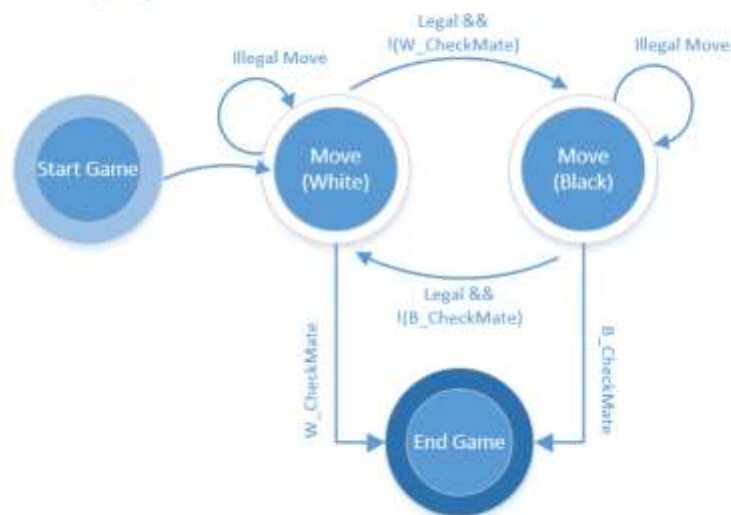 Legal &&
!(W_CheckMate)
Illegal Move
Illegal Move
Start Game
Move
(White)
Move
(Black)
Legal &&
!(B_CheckMate)
W_CheckMate
B_CheckMate
End Game